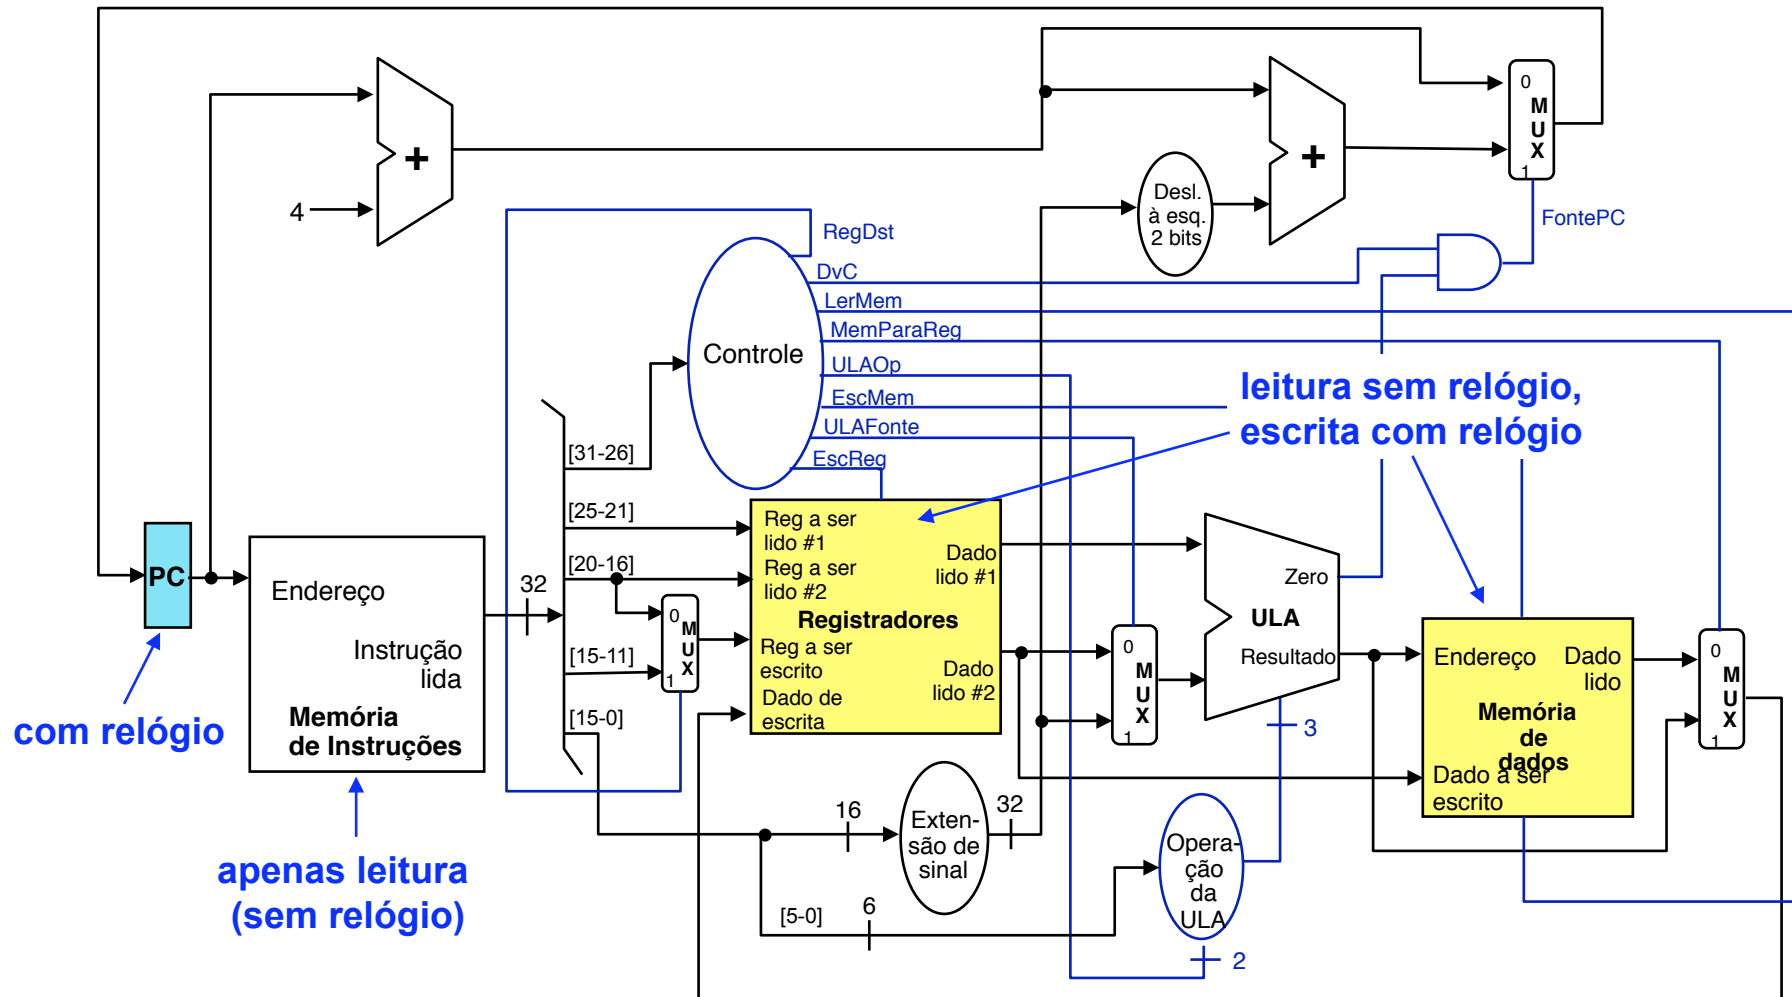 0
M
U
X
1
+
+
4
Desl.
à esq.
2 bits
FontePC
RegDst
DvC
LerMem
MemParaReg
ULAOp
EscMem
ULAFonte
EscReg
Controle
leitura sem relógio,
escrita com relógio
[31-26]
[25-21]
[20-16]
[15-11]
[15-0]
PC
Endereço
Instrução
lida
Memória
de Instruções
32
0
M
U
X
1
Reg a ser
lido #1
Reg a ser
lido #2
Registradores
Reg a ser
escrito
Dado de
escrita
Dado
lido #1
Dado
lido #2
0
M
U
X
1
Zero
ULA
Resultado
3
Endereço
Dado
lido
Memória
de
dados
Dado a ser
escrito
0
M
U
X
1
com relógio
apenas leitura
(sem relógio)
16
Exten-
são de
sinal
32
Opera-
ção
da
ULA
[5-0]
6
2